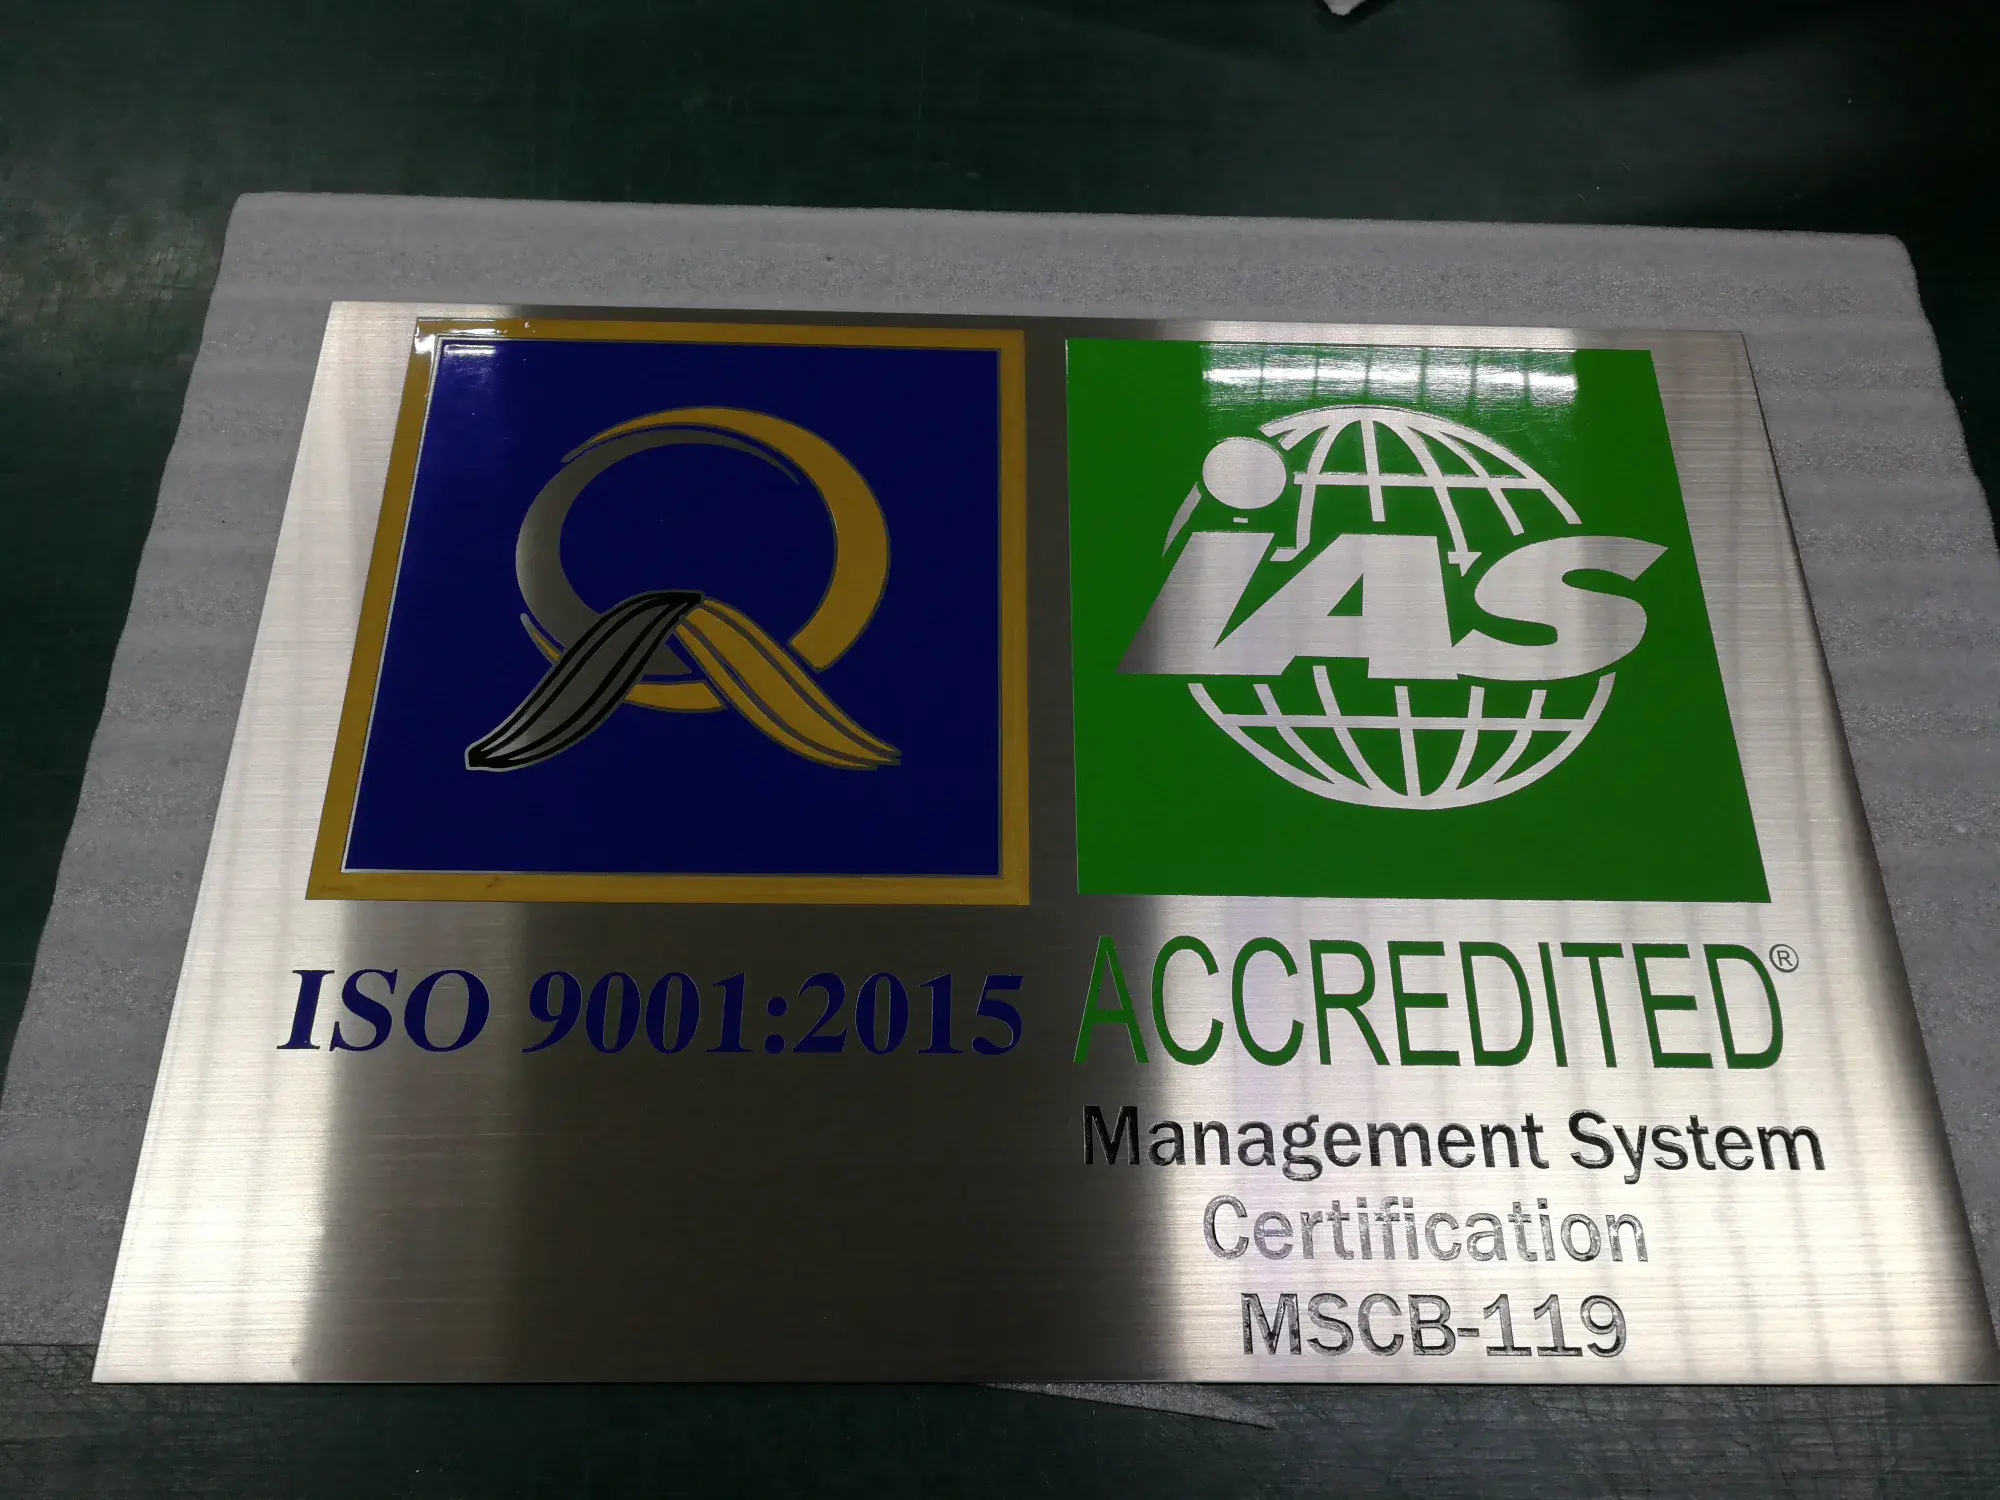 iAS
ISO 9001:2015
ACCREDITED®
Management System
Certification
MSCB-119